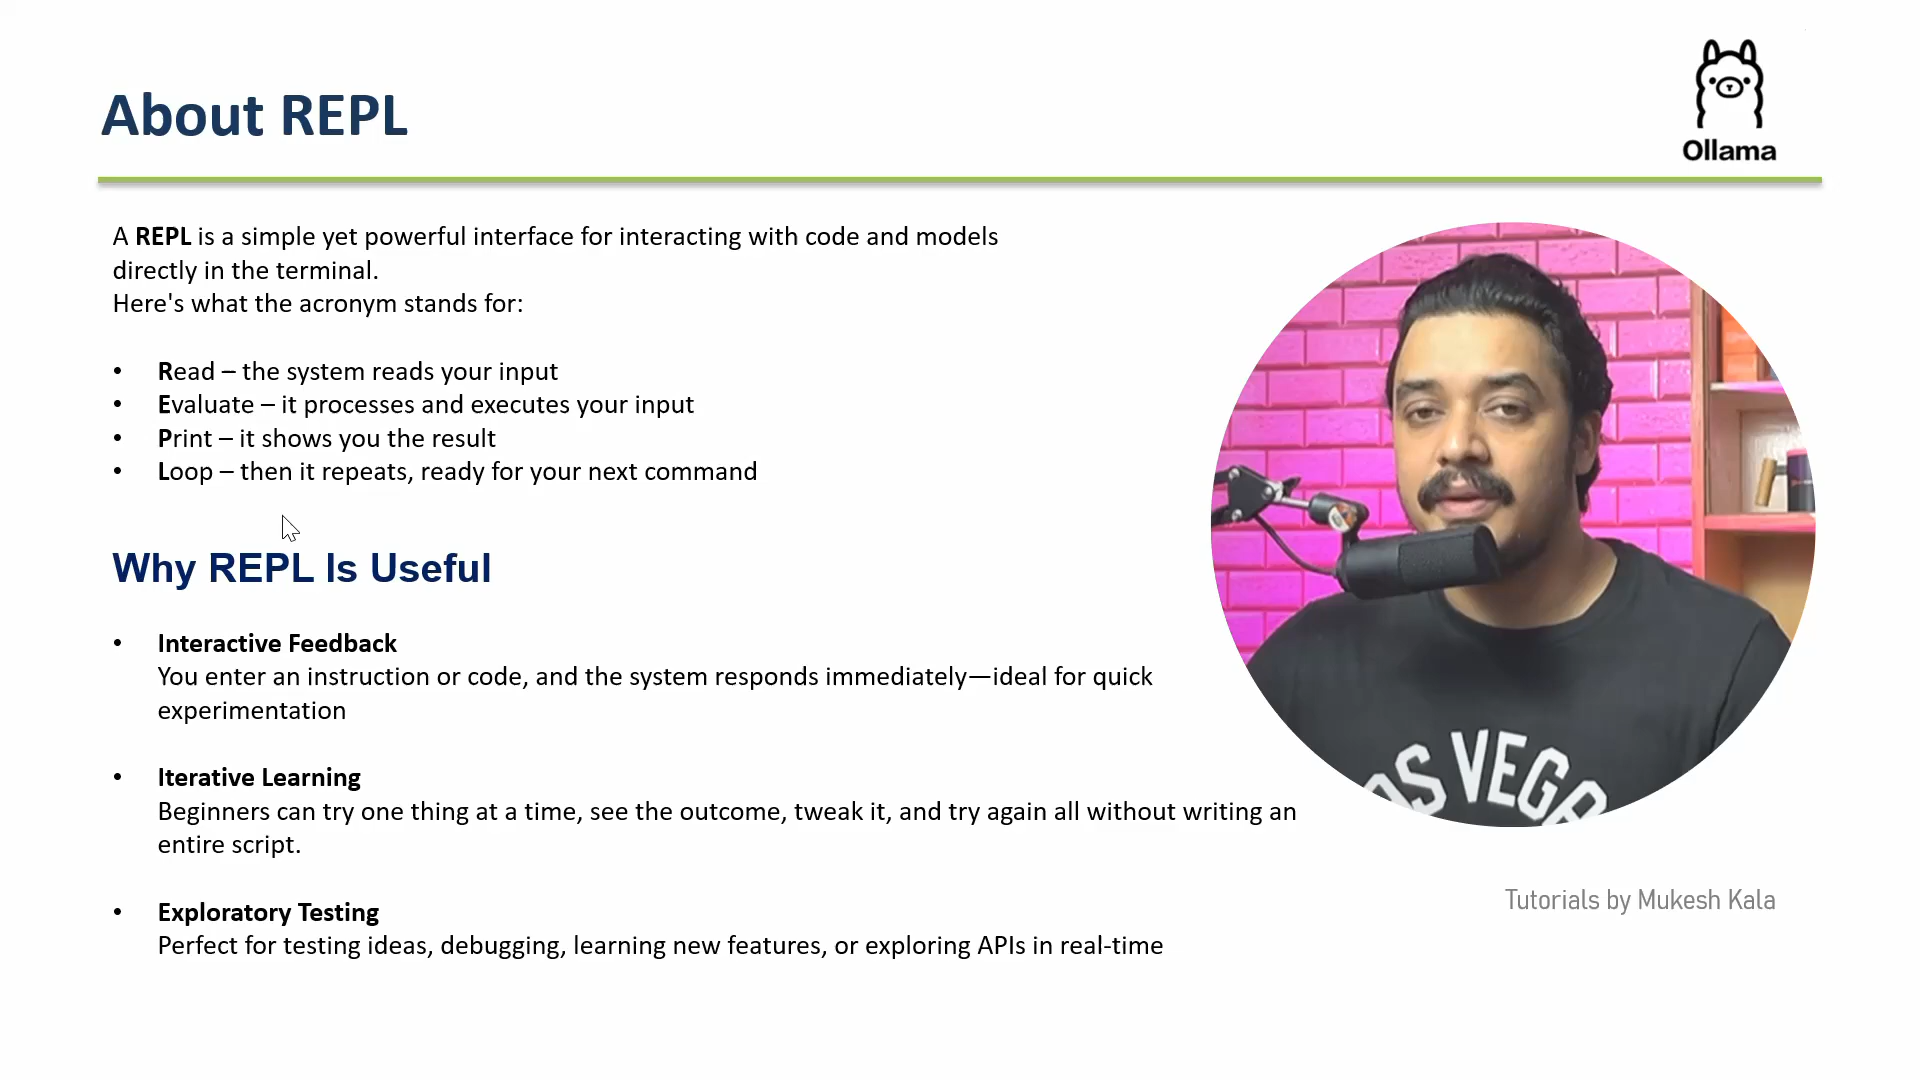 About REPL
Ollama
A REPL is a simple yet powerful interface for interacting with code and models
directly in the terminal.
Here's what the acronym stands for:
• Read – the system reads your input
• Evaluate – it processes and executes your input
• Print – it shows you the result
• Loop – then it repeats, ready for your next command
Why REPL Is Useful
• Interactive Feedback
You enter an instruction or code, and the system responds immediately—ideal for quick
experimentation
• Iterative Learning
Beginners can try one thing at a time, see the outcome, tweak it, and try again all without writing an
entire script.
• Exploratory Testing
Perfect for testing ideas, debugging, learning new features, or exploring APIs in real-time
Tutorials by Mukesh Kala